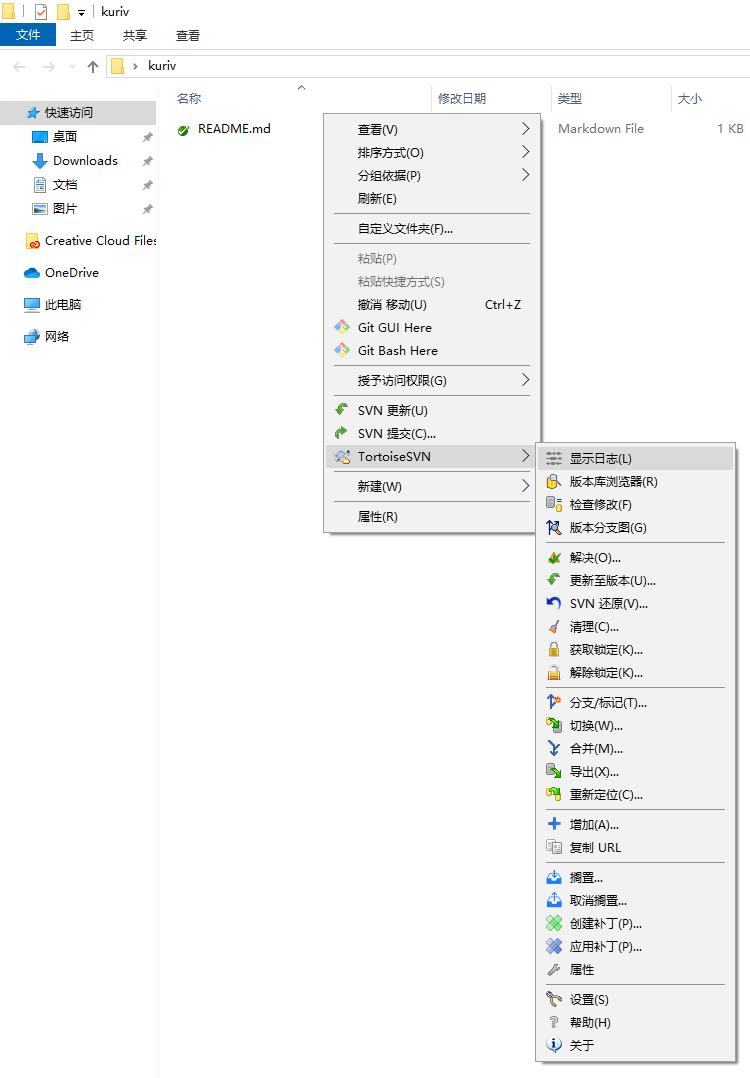 kuriv
文件 主页 共享 查看
kuriv
名称 修改日期 类型 大小
快速访问
桌面
Downloads
文档
图片
Creative Cloud Files
OneDrive
此电脑
网络
README.md Markdown File 1 KB
查看(V)
排序方式(O)
分组依据(P)
刷新(E)
自定义文件夹(F)...
粘贴(P)
粘贴快捷方式(S)
撤消 移动(U) Ctrl+Z
Git GUI Here
Git Bash Here
授予访问权限(G)
SVN 更新(U)
SVN 提交(C)...
TortoiseSVN
新建(W)
属性(R)
显示日志(L)
版本库浏览器(R)
检查修改(F)
版本分支图(G)
解决(O)...
更新至版本(U)...
SVN 还原(V)...
清理(C)...
获取锁定(K)...
解除锁定(K)...
分支/标记(T)...
切换(W)...
合并(M)...
导出(X)...
重新定位(C)...
增加(A)...
复制 URL
搁置...
取消搁置...
创建补丁(P)...
应用补丁(P)...
属性
设置(S)
帮助(H)
关于